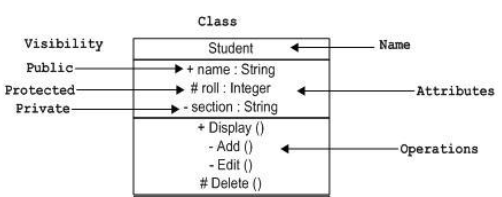 Class
Visibility
Student
Name
Public
+ name : String
Protected
# roll : Integer
Attributes
Private
- section : String
+ Display ()
- Add ()
Operations
- Edit ()
# Delete ()